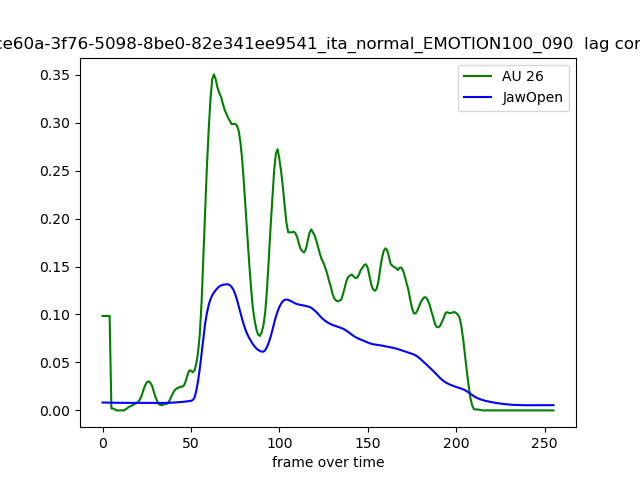 ce60a-3f76-5098-8be0-82e341ee9541_ita_normal_EMOTION100_090 lag cor
AU 26
JawOpen
0.35
0.30
0.25
0.20
0.15
0.10
0.05
0.00
0 50 100 150 200 250
frame over time